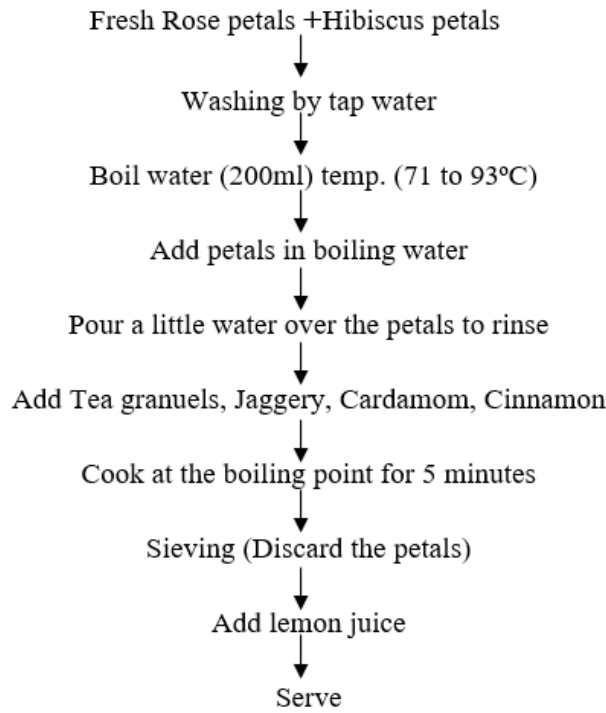 Fresh Rose petals +Hibiscus petals
Washing by tap water
Boil water (200ml) temp. (71 to 93ºC)
Add petals in boiling water
Pour a little water over the petals to rinse
Add Tea granuels, Jaggery, Cardamom, Cinnamon
Cook at the boiling point for 5 minutes
Sieving (Discard the petals)
Add lemon juice
Serve